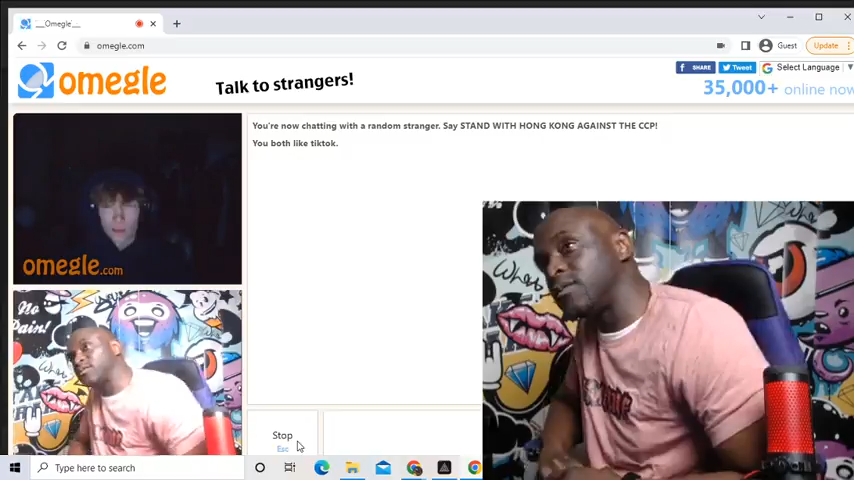 __Omegle__
omegle.com
Guest
Update
omegle
Talk to strangers!
SHARE
Tweet
Select Language
35,000+ online now
You're now chatting with a random stranger. Say STAND WITH HONG KONG AGAINST THE CCP!
You both like tiktok.
omegle.com
No
Pain!
Stop
Esc
Type here to search